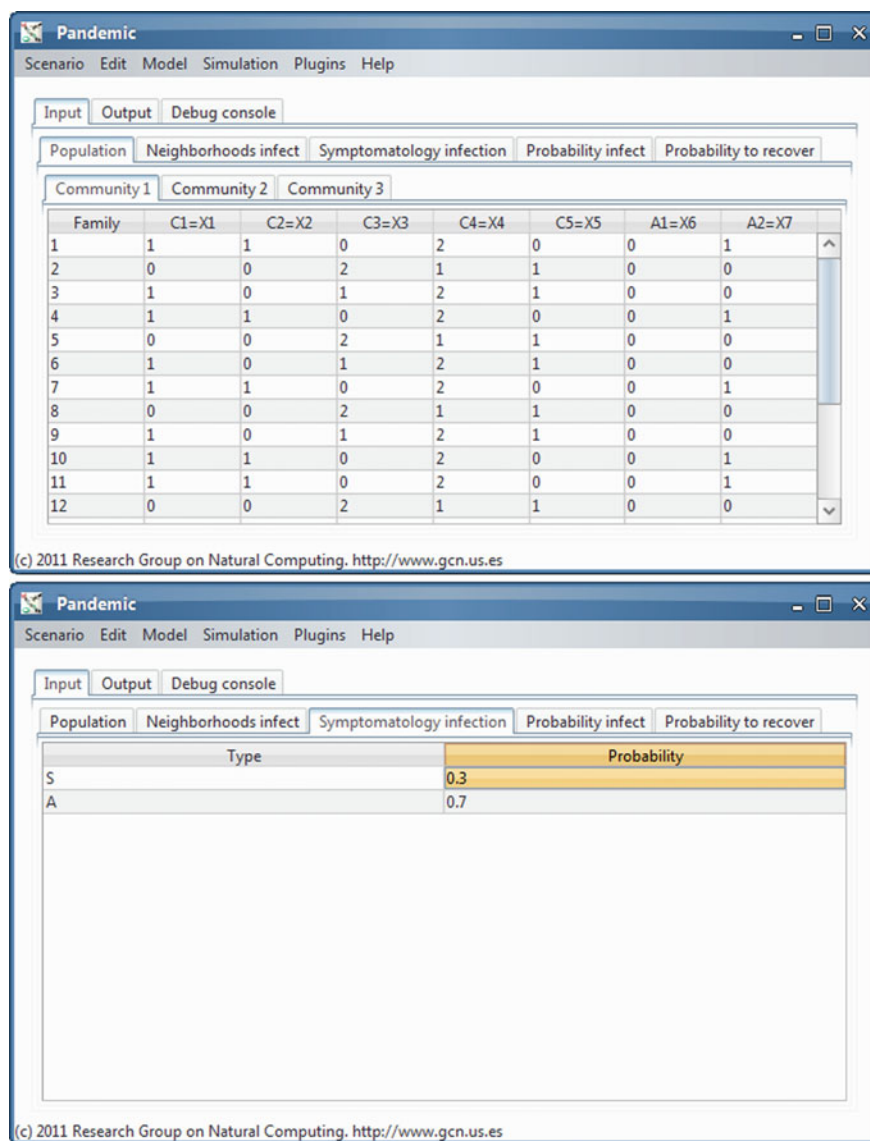 Pandemic
Scenario Edit Model Simulation Plugins Help
Input Output Debug console
Population Neighborhoods infect Symptomatology infection Probability infect Probability to recover
Community 1 Community 2 Community 3
Family C1=X1 C2=X2 C3=X3 C4=X4 C5=X5 A1=X6 A2=X7
1 1 1 0 2 0 0 1
2 0 0 2 1 1 0 0
3 1 0 1 2 1 0 0
4 1 1 0 2 0 0 1
5 0 0 2 1 1 0 0
6 1 0 1 2 1 0 0
7 1 1 0 2 0 0 1
8 0 0 2 1 1 0 0
9 1 0 1 2 1 0 0
10 1 1 0 2 0 0 1
11 1 1 0 2 0 0 1
12 0 0 2 1 1 0 0
(c) 2011 Research Group on Natural Computing. http://www.gcn.us.es
Pandemic
Scenario Edit Model Simulation Plugins Help
Input Output Debug console
Population Neighborhoods infect Symptomatology infection Probability infect Probability to recover
Type Probability
S 0.3
A 0.7
(c) 2011 Research Group on Natural Computing. http://www.gcn.us.es